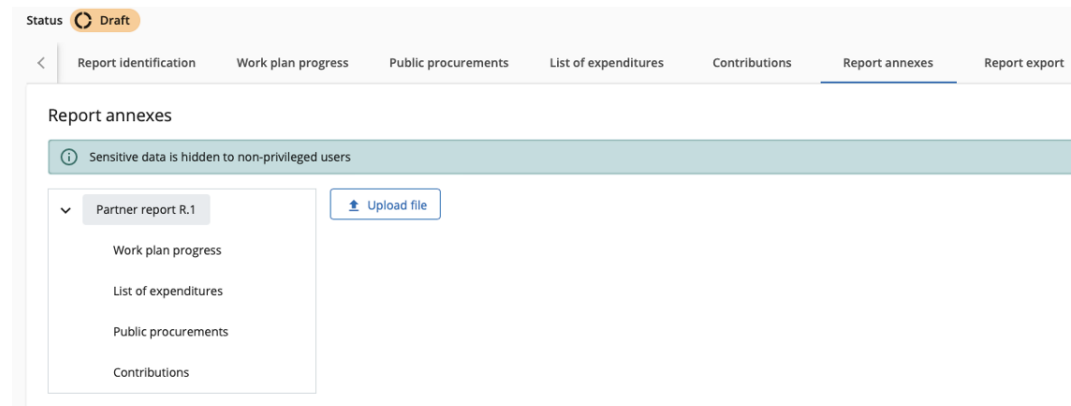 Status Draft
Report identification Work plan progress Public procurements List of expenditures Contributions Report annexes Report export
Report annexes
Sensitive data is hidden to non-privileged users
Partner report R.1
Upload file
Work plan progress
List of expenditures
Public procurements
Contributions